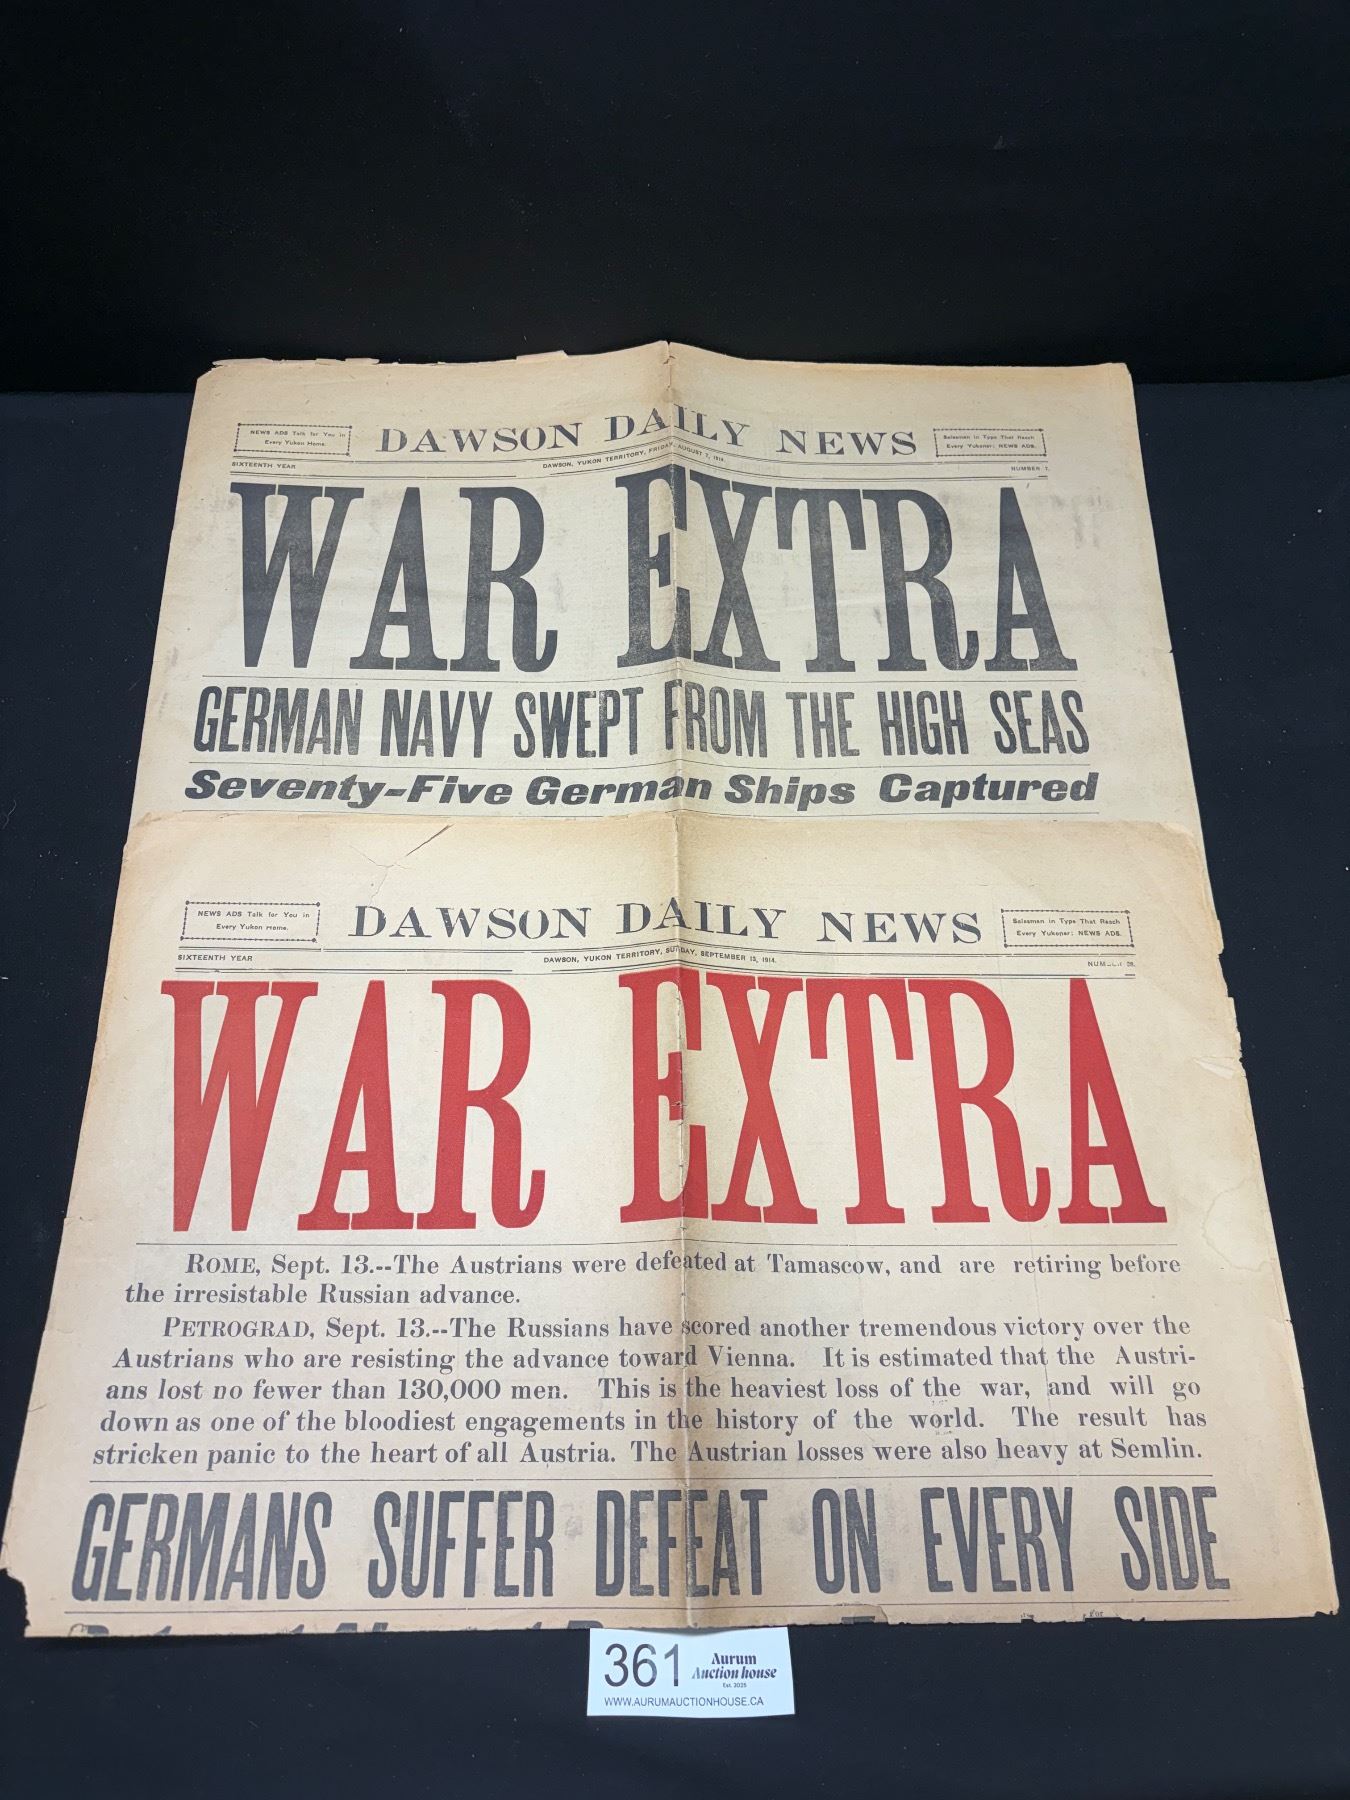 NEWS ADS Talk for You in
Every Yukon Home.
DAWSON DAILY NEWS
Salesman in Type That Reach
Every Yukoner: NEWS ADS.
SIXTEENTH YEAR
DAWSON, YUKON TERRITORY, FRIDAY, AUGUST 7, 1914.
NUMBER 7.
WAR EXTRA
GERMAN NAVY SWEPT FROM THE HIGH SEAS
Seventy-Five German Ships Captured
NEWS ADS Talk for You in
Every Yukon Home.
DAWSON DAILY NEWS
Salesman in Type That Reach
Every Yukoner: NEWS ADS.
SIXTEENTH YEAR
DAWSON, YUKON TERRITORY, SUNDAY, SEPTEMBER 13, 1914.
NUMBER
WAR EXTRA
ROME, Sept. 13.--The Austrians were defeated at Tamascow, and are retiring before
the irresistable Russian advance.
PETROGRAD, Sept. 13.--The Russians have scored another tremendous victory over the
Austrians who are resisting the advance toward Vienna. It is estimated that the Austri-
ans lost no fewer than 130,000 men. This is the heaviest loss of the war, and will go
down as one of the bloodiest engagements in the history of the world. The result has
stricken panic to the heart of all Austria. The Austrian losses were also heavy at Semlin.
GERMANS SUFFER DEFEAT ON EVERY SIDE
361
Aurum
Auction house
Est. 2025
WWW.AURUMAUCTIONHOUSE.CA